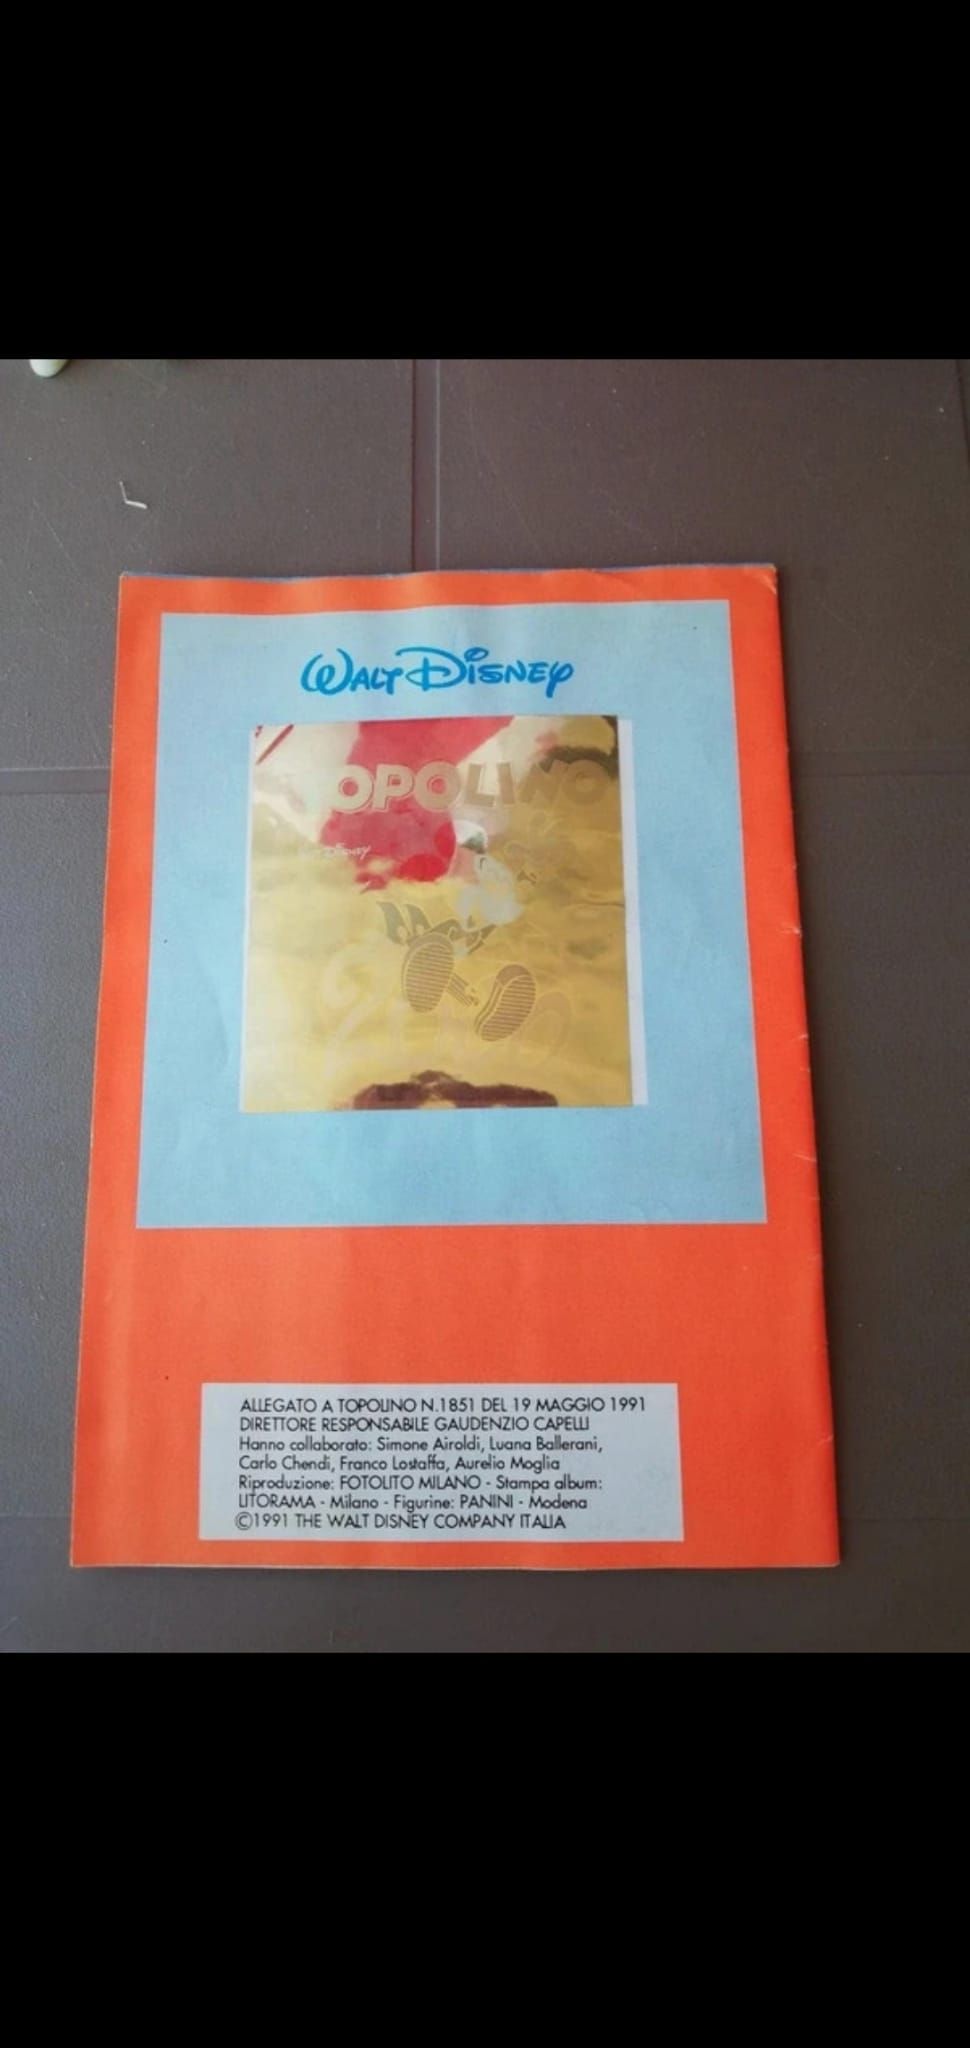 WALT DISNEY
TOPOLINO
DISNEY
ALLEGATO A TOPOLINO N.1851 DEL 19 MAGGIO 1991
DIRETTORE RESPONSABILE GAUDENZIO CAPELLI
Hanno collaborato: Simone Airoldi, Luana Ballerani,
Carlo Chendi, Franco Lostaffa, Aurelio Moglia
Riproduzione: FOTOLITO MILANO - Stampa album:
LITORAMA - Milano - Figurine: PANINI - Modena
©1991 THE WALT DISNEY COMPANY ITALIA